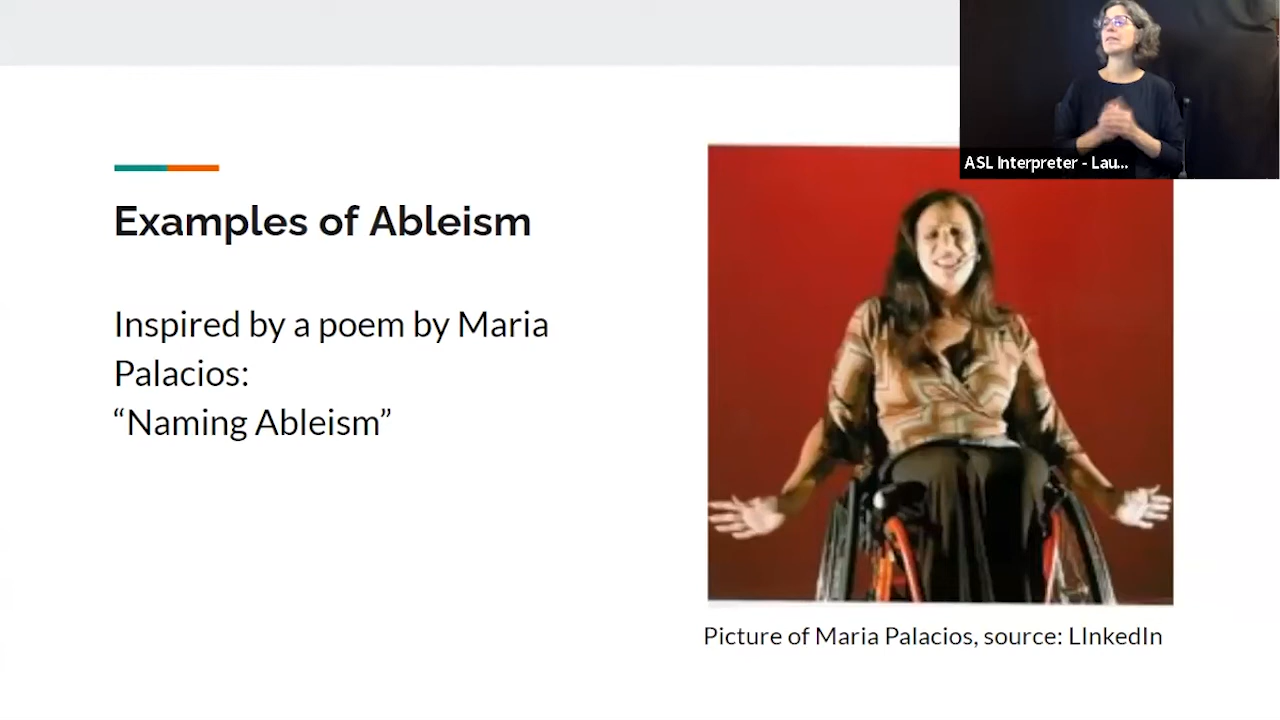 ASL Interpreter - Lau...
Examples of Ableism
Inspired by a poem by Maria
Palacios:
“Naming Ableism”
Picture of Maria Palacios, source: LInkedIn